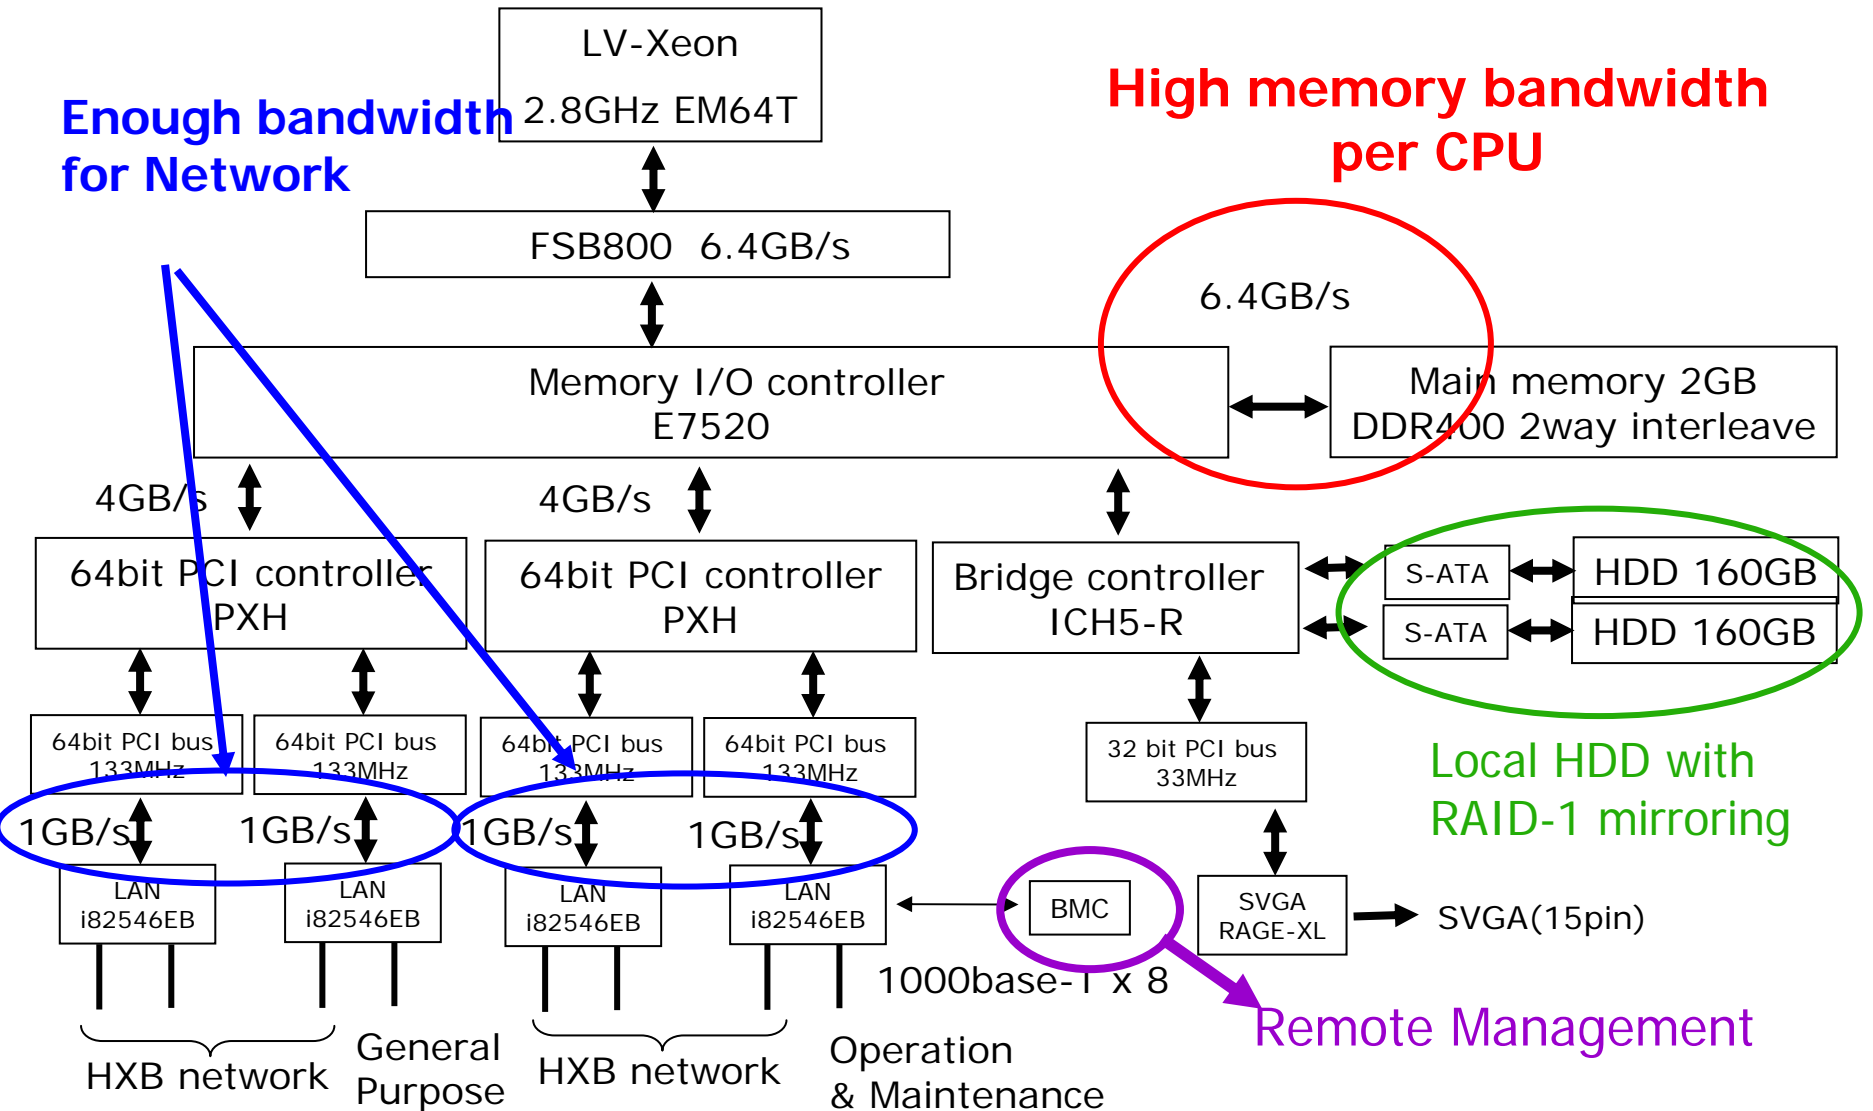 LV-Xeon
2.8GHz EM64T
Enough bandwidth
for Network
High memory bandwidth
per CPU
FSB800 6.4GB/s
6.4GB/s
Memory I/O controller
E7520
Main memory 2GB
DDR400 2way interleave
4GB/s
4GB/s
64bit PCI controller
PXH
64bit PCI controller
PXH
Bridge controller
ICH5-R
S-ATA
HDD 160GB
S-ATA
HDD 160GB
64bit PCI bus
133MHz
64bit PCI bus
133MHz
64bit PCI bus
133MHz
64bit PCI bus
133MHz
32 bit PCI bus
33MHz
Local HDD with
RAID-1 mirroring
1GB/s
1GB/s
1GB/s
1GB/s
LAN
i82546EB
LAN
i82546EB
LAN
i82546EB
LAN
i82546EB
BMC
SVGA
RAGE-XL
SVGA(15pin)
1000base-T x 8
Remote Management
HXB network
General
Purpose
HXB network
Operation
& Maintenance